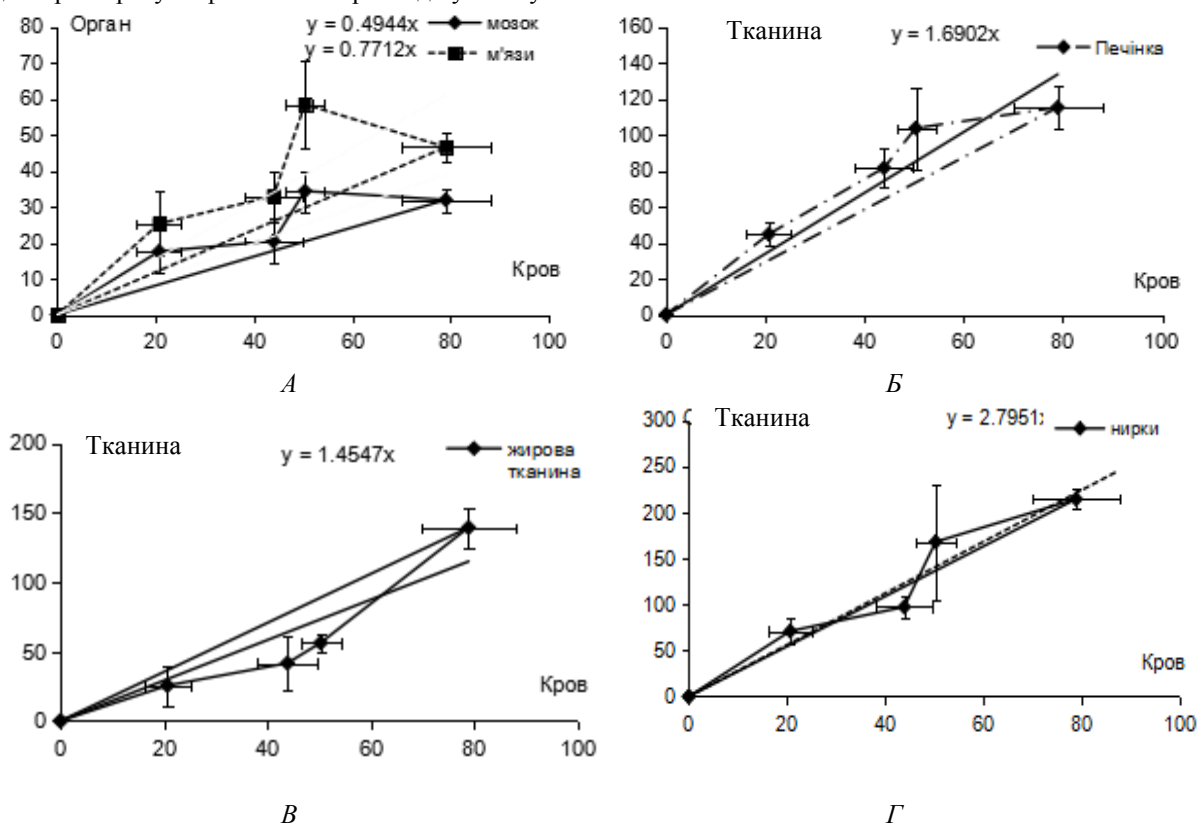 Орган
y = 0.4944x
мозок
y = 0.7712x
м'язи
80
70
60
50
40
30
20
10
0
Кров
0 20 40 60 80 100
А
Тканина
y = 1.6902x
Печінка
160
140
120
100
80
60
40
20
0
Кров
0 20 40 60 80 100
Б
Тканина
y = 1.4547x
жирова
тканина
200
150
100
50
0
Кров
0 20 40 60 80 100
В
Тканина
y = 2.7951
нирки
300
250
200
150
100
50
0
Кров
0 20 40 60 80 100
Г